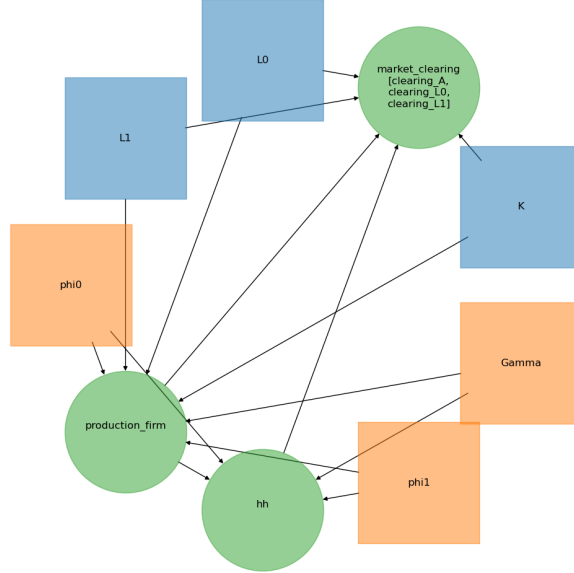 L0
market_clearing
[clearing_A,
clearing_L0,
clearing_L1]
L1
K
phi0
Gamma
production_firm
phi1
hh